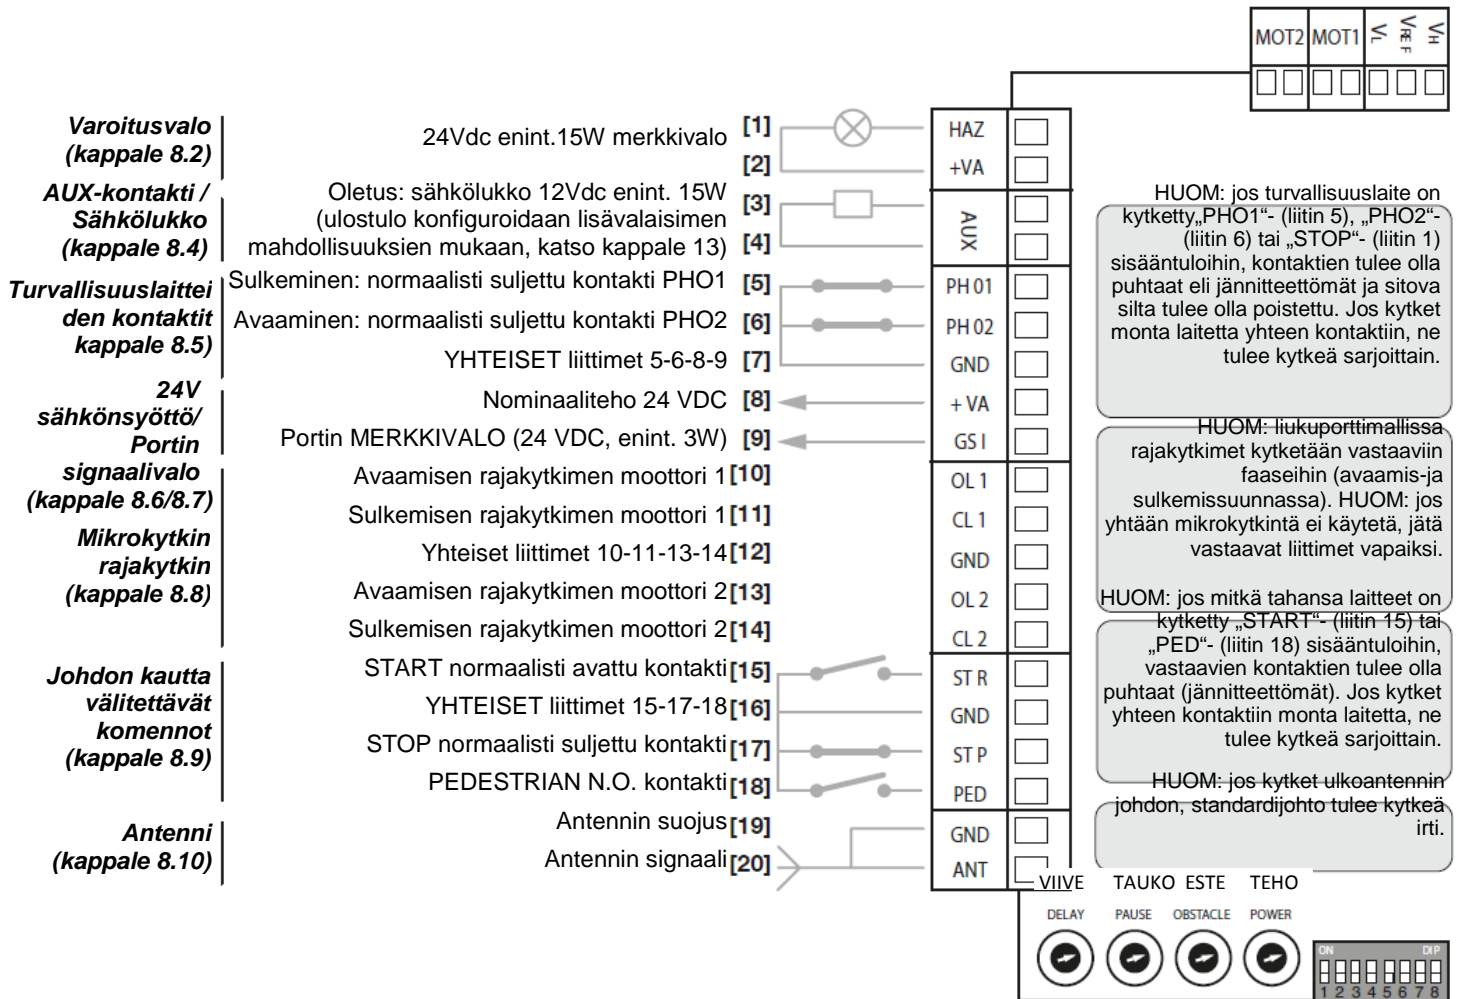 MOT2 MOT1 VL VREF VH
Varoitusvalo
(kappale 8.2)
24Vdc enint.15W merkkivalo
[1]
[2]
HAZ
+VA
AUX-kontakti /
Sähkölukko
(kappale 8.4)
Oletus: sähkölukko 12Vdc enint. 15W
(ulostulo konfiguroidaan lisävalaisimen
mahdollisuuksien mukaan, katso kappale 13)
[3]
[4]
AUX
Turvallisuuslaittei
den kontaktit
kappale 8.5)
Sulkeminen: normaalisti suljettu kontakti PHO1 [5] PH 01
Avaaminen: normaalisti suljettu kontakti PHO2 [6] PH 02
YHTEISET liittimet 5-6-8-9 [7] GND
24V
sähkönsyöttö/
Portin
signaalivalo
(kappale 8.6/8.7)
Nominaaliteho 24 VDC [8] + VA
Portin MERKKIVALO (24 VDC, enint. 3W) [9] GS I
Mikrokytkin
rajakytkin
(kappale 8.8)
Avaamisen rajakytkimen moottori 1 [10] OL 1
Sulkemisen rajakytkimen moottori 1 [11] CL 1
Yhteiset liittimet 10-11-13-14 [12] GND
Avaamisen rajakytkimen moottori 2 [13] OL 2
Sulkemisen rajakytkimen moottori 2 [14] CL 2
Johdon kautta
välitettävät
komennot
(kappale 8.9)
START normaalisti avattu kontakti [15] ST R
YHTEISET liittimet 15-17-18 [16] GND
STOP normaalisti suljettu kontakti [17] ST P
PEDESTRIAN N.O. kontakti [18] PED
Antenni
(kappale 8.10)
Antennin suojus [19] GND
Antennin signaali [20] ANT
HUOM: jos turvallisuuslaite on
kytketty„PHO1“- (liitin 5), „PHO2“-
(liitin 6) tai „STOP“- (liitin 1)
sisääntuloihin, kontaktien tulee olla
puhtaat eli jännitteettömät ja sitova
silta tulee olla poistettu. Jos kytket
monta laitetta yhteen kontaktiin, ne
tulee kytkeä sarjoittain.
HUOM: liukuporttimallissa
rajakytkimet kytketään vastaaviin
faaseihin (avaamis-ja
sulkemissuunnassa). HUOM: jos
yhtään mikrokytkintä ei käytetä, jätä
vastaavat liittimet vapaiksi.
HUOM: jos mitkä tahansa laitteet on
kytketty „START“- (liitin 15) tai
„PED“- (liitin 18) sisääntuloihin,
vastaavien kontaktien tulee olla
puhtaat (jännitteettömät). Jos kytket
yhteen kontaktiin monta laitetta, ne
tulee kytkeä sarjoittain.
HUOM: jos kytket ulkoantennin
johdon, standardijohto tulee kytkeä
irti.
VIIVE TAUKO ESTE TEHO
DELAY PAUSE OBSTACLE POWER
ON DIP
1 2 3 4 5 6 7 8